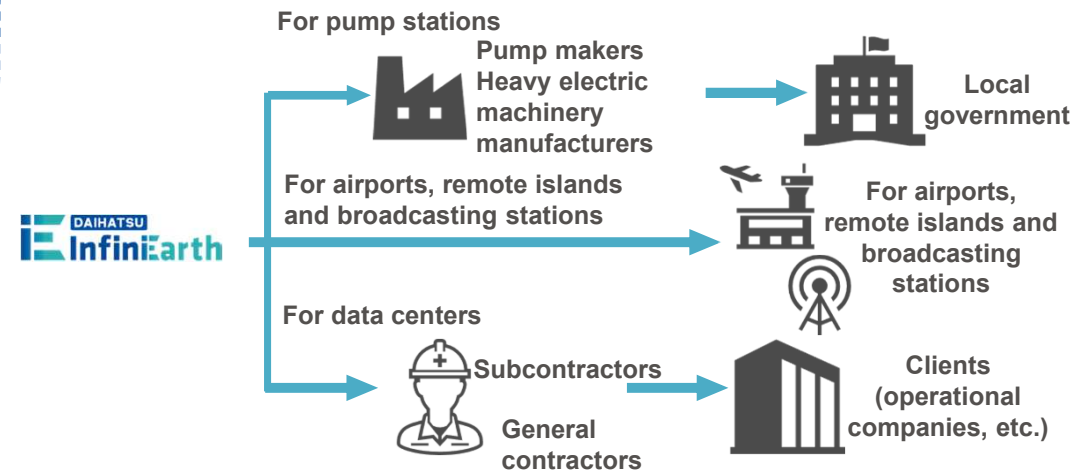 For pump stations
Pump makers
Heavy electric
machinery
manufacturers
Local
government
For airports, remote islands
and broadcasting stations
For airports,
remote islands and
broadcasting
stations
DAIHATSU
InfiniEarth
For data centers
Subcontractors
General
contractors
Clients
(operational
companies, etc.)